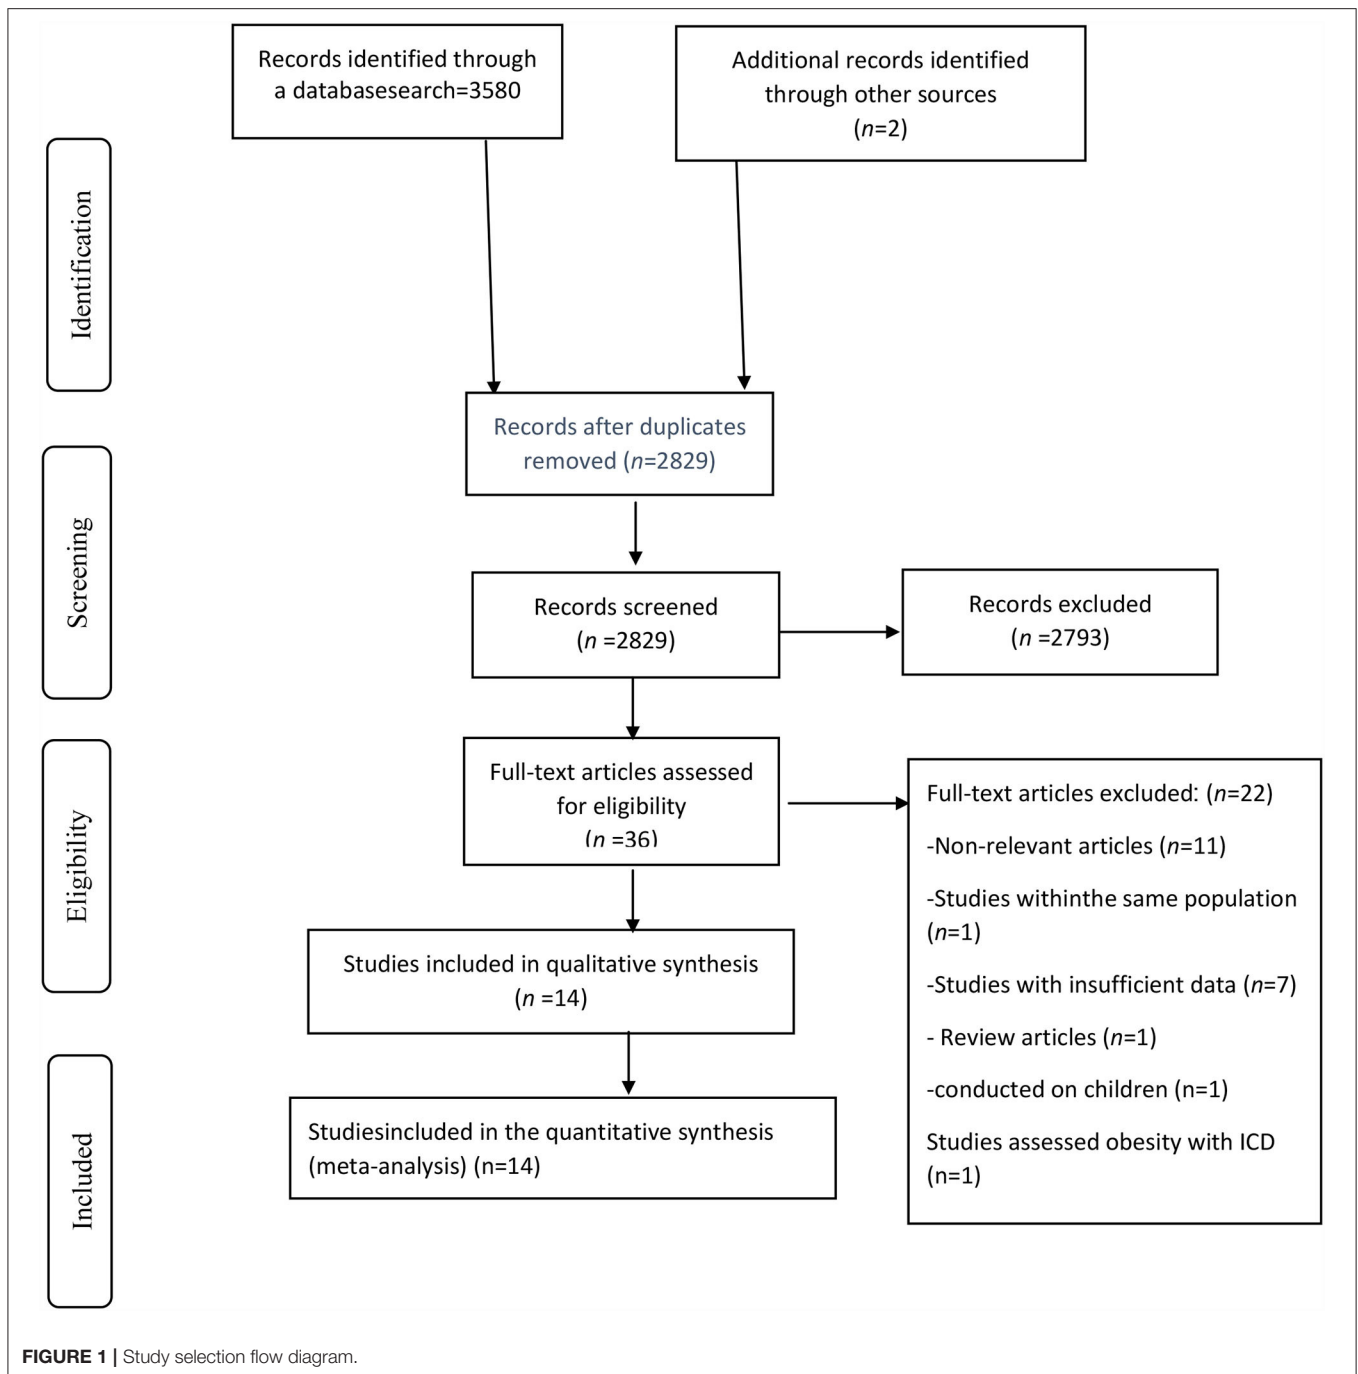 Records identified through
a databasesearch=3580
Additional records identified
through other sources
(n=2)
Identification
Records after duplicates
removed (n=2829)
Screening
Records screened
(n =2829)
Records excluded
(n =2793)
Eligibility
Full-text articles assessed
for eligibility
(n =36)
Full-text articles excluded: (n=22)
-Non-relevant articles (n=11)
-Studies withinthe same population
(n=1)
-Studies with insufficient data (n=7)
- Review articles (n=1)
-conducted on children (n=1)
Studies assessed obesity with ICD
(n=1)
Studies included in qualitative synthesis
(n =14)
Included
Studiesincluded in the quantitative synthesis
(meta-analysis) (n=14)
FIGURE 1 | Study selection flow diagram.